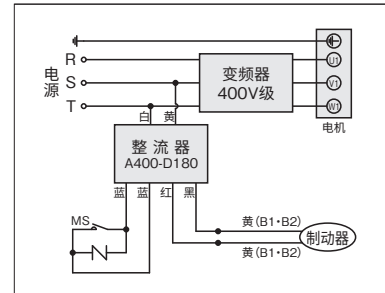 R
S
T
电源
变频器
400V级
U1
V1
W1
电机
白
黄
整流器
A400-D180
蓝
蓝
红
黑
MS
黄(B1·B2)
黄(B1·B2)
制动器